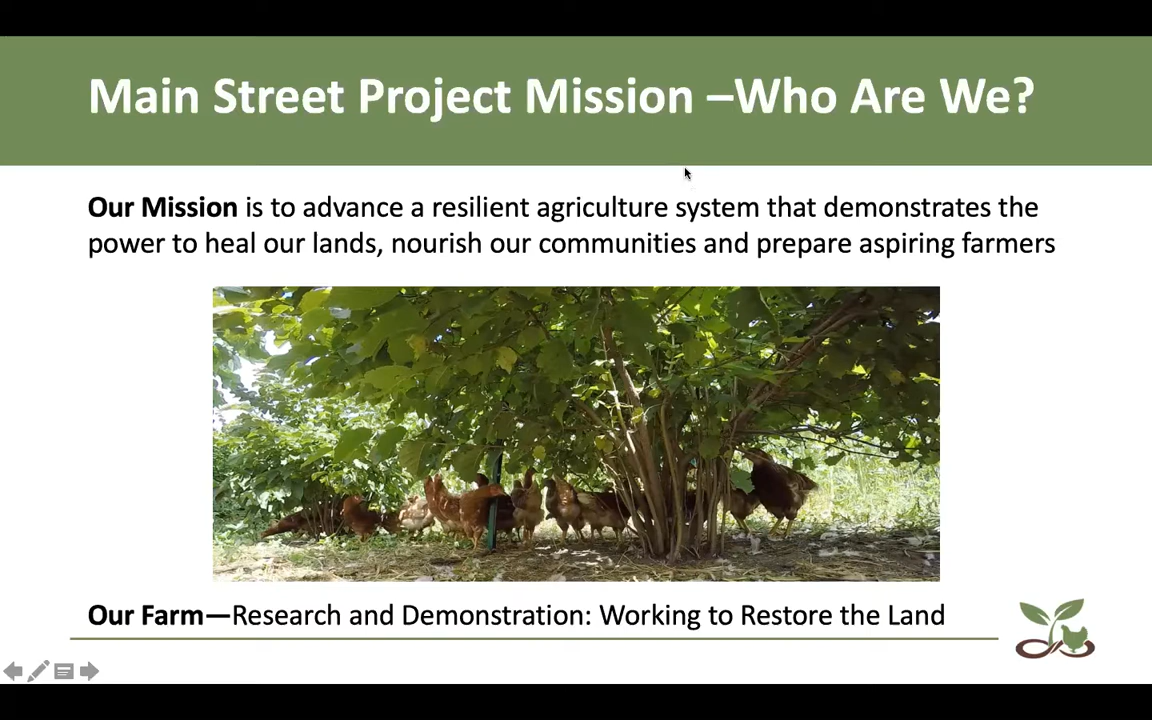 Main Street Project Mission –Who Are We?
Our Mission is to advance a resilient agriculture system that demonstrates the
power to heal our lands, nourish our communities and prepare aspiring farmers
Our Farm—Research and Demonstration: Working to Restore the Land